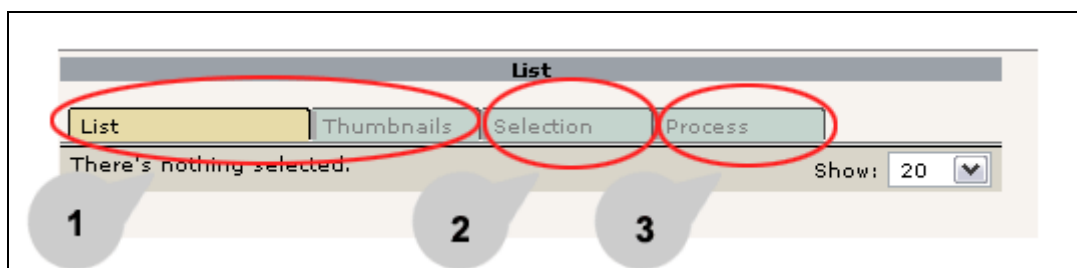 List
List Thumbnails Selection Process
There's nothing selected. Show: 20
1 2 3